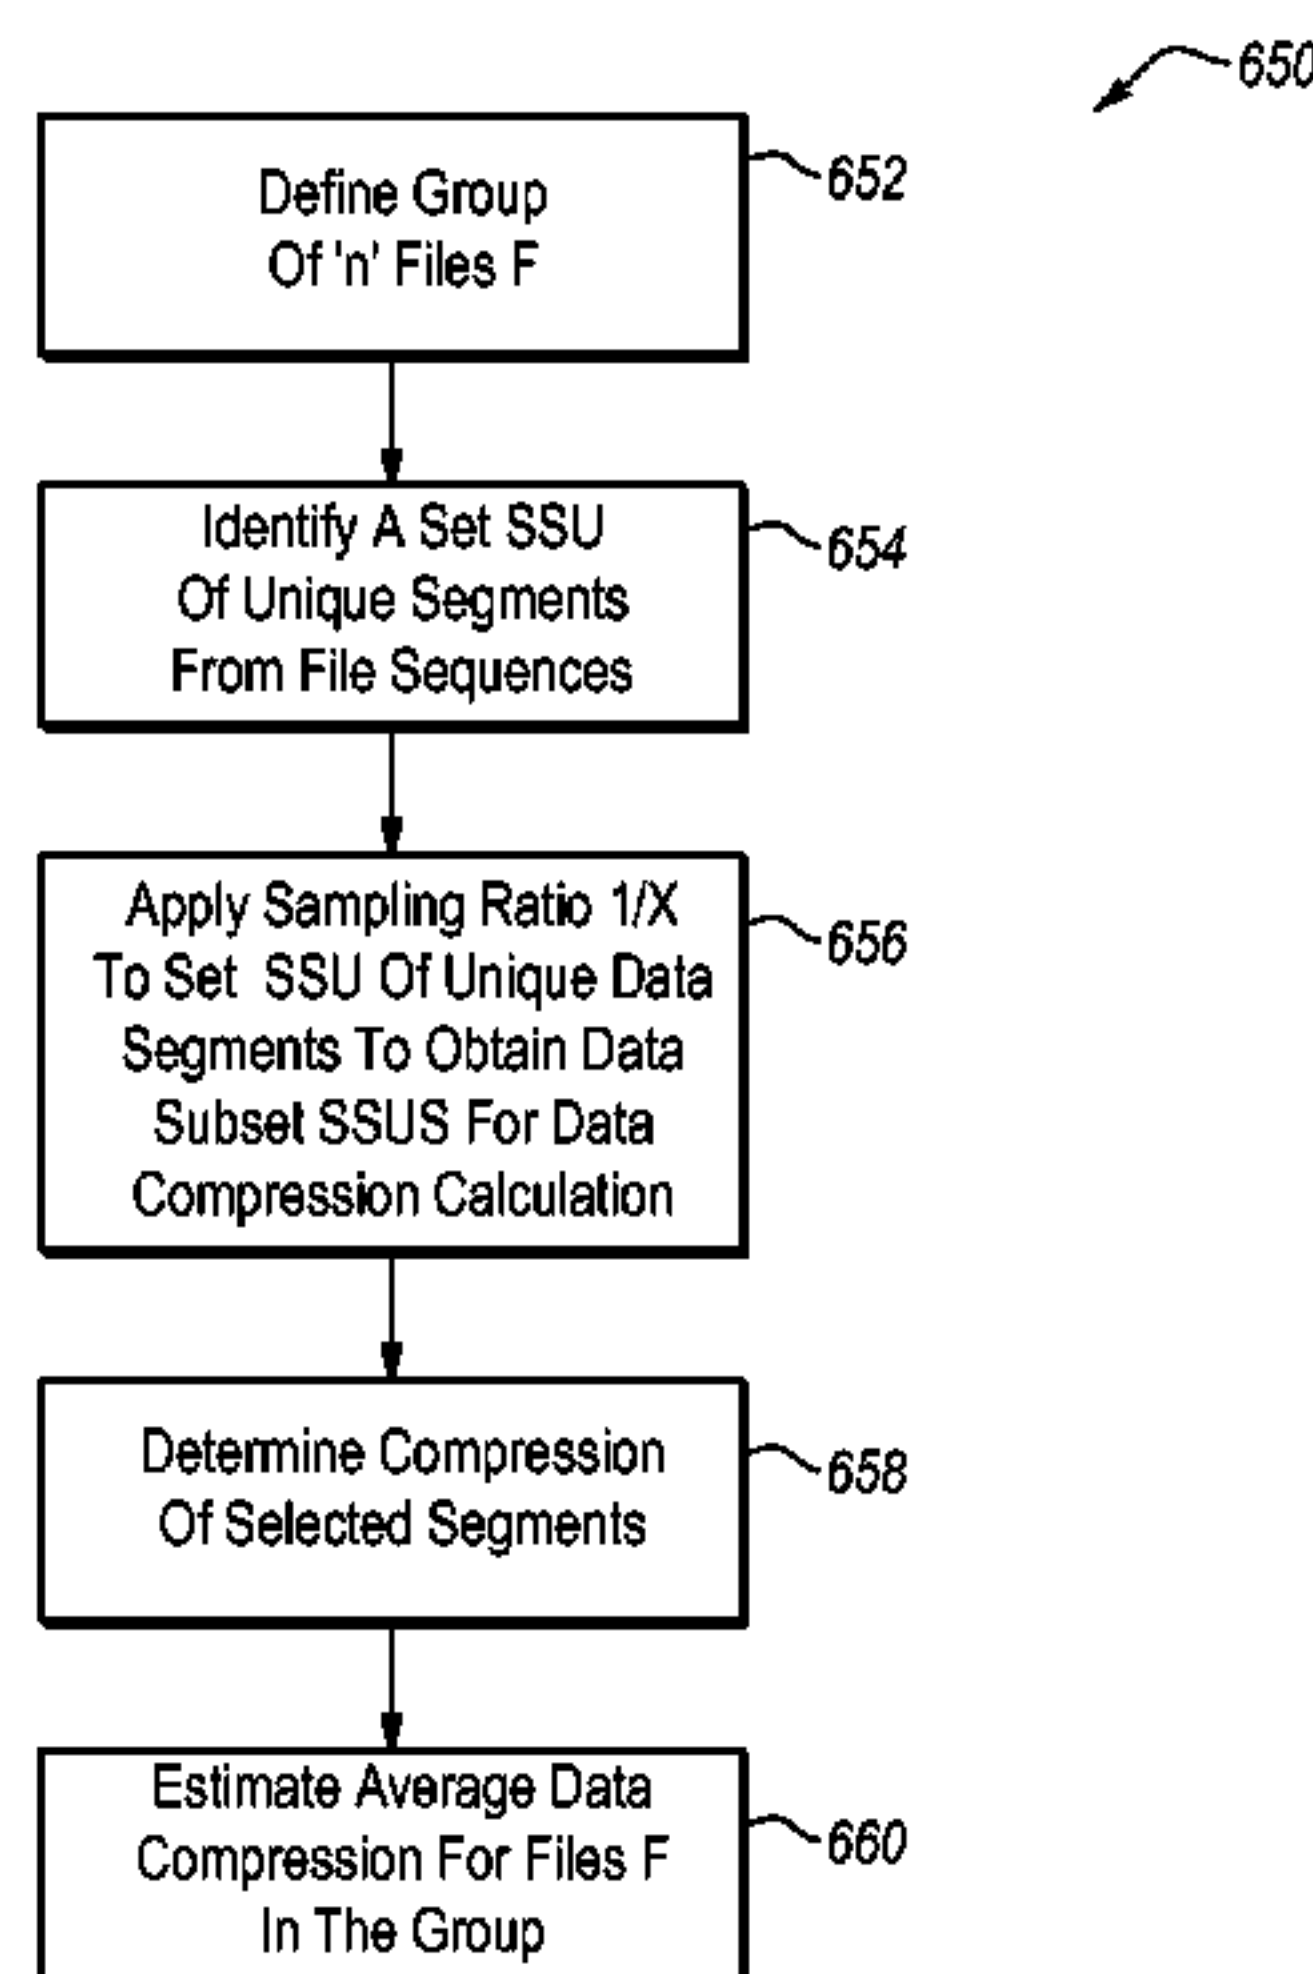 650
Define Group
Of 'n' Files F
652
Identify A Set SSU
Of Unique Segments
From File Sequences
654
Apply Sampling Ratio 1/X
To Set SSU Of Unique Data
Segments To Obtain Data
Subset SSUS For Data
Compression Calculation
656
Determine Compression
Of Selected Segments
658
Estimate Average Data
Compression For Files F
In The Group
660